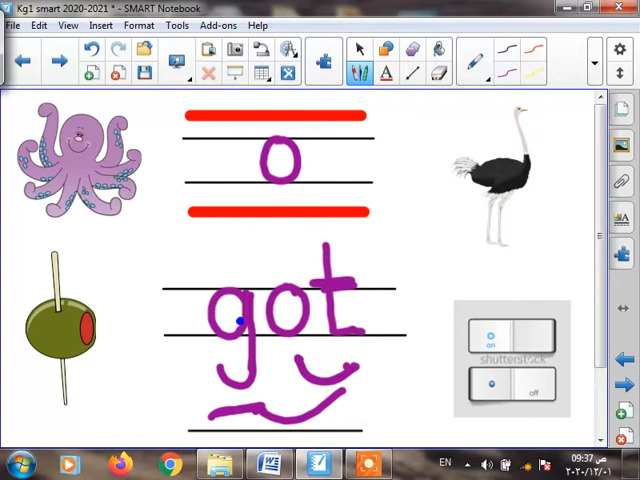 Kg1 smart 2020-2021 * - SMART Notebook
File Edit View Insert Format Tools Add-ons Help
o
got
on
shutterstock
off
EN 09:37 ص
٢٠٢٠/١٢/٠١